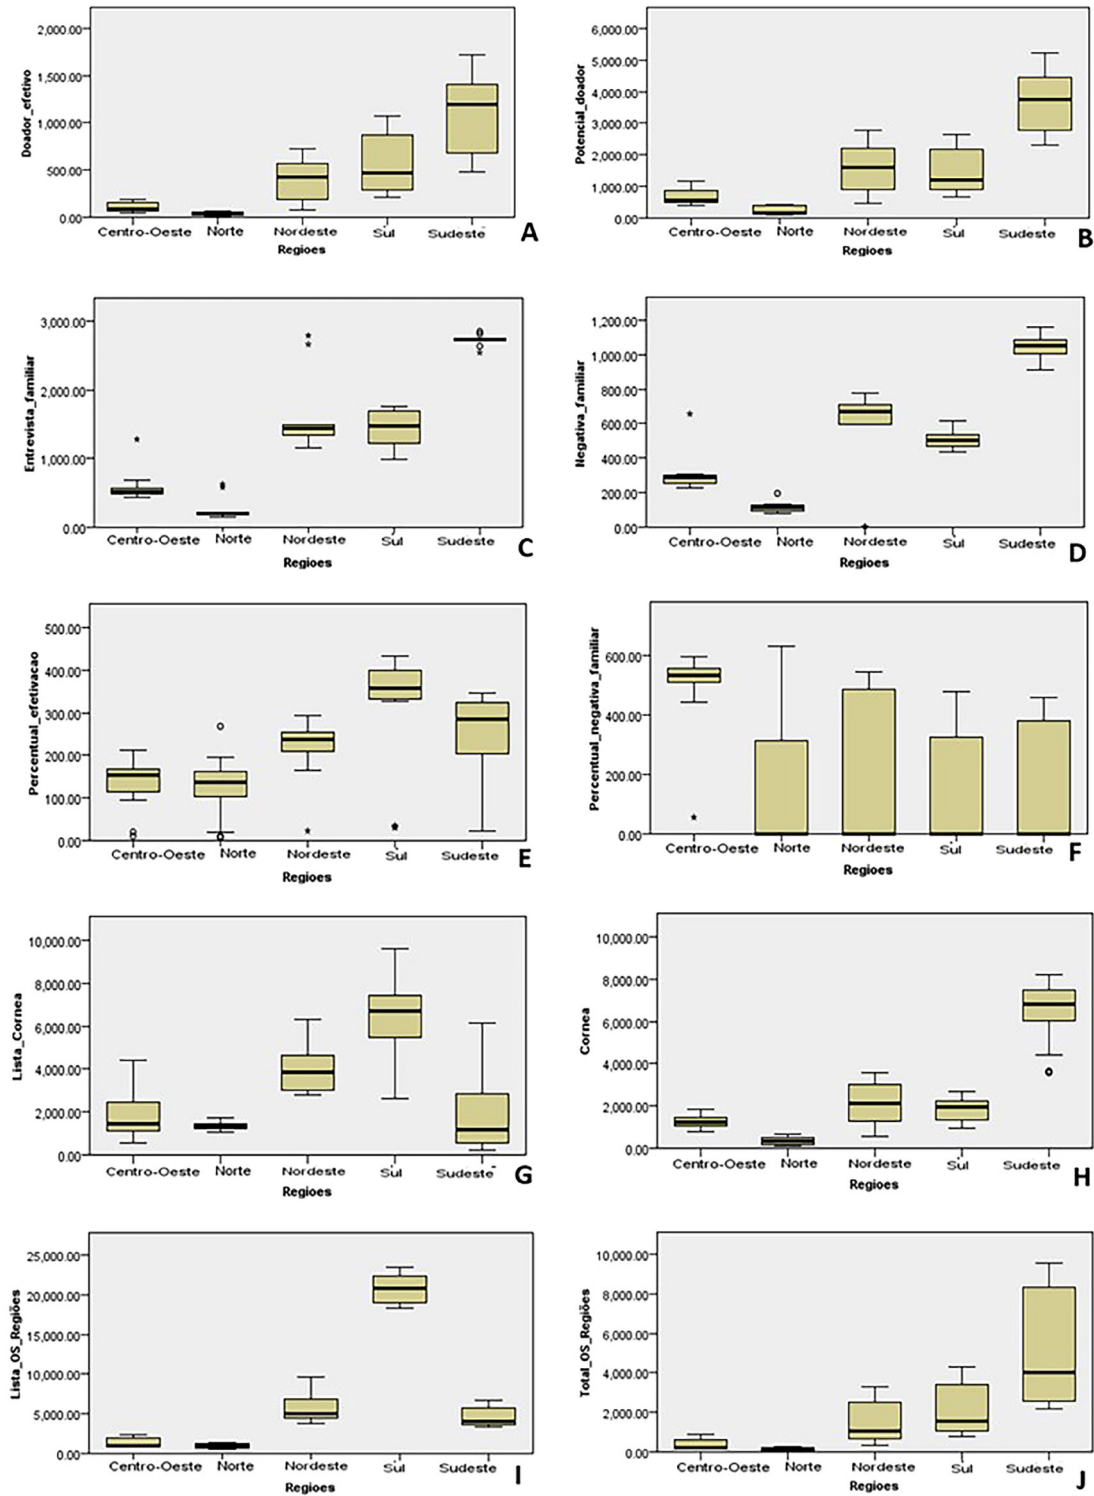 Doador_efetivo
2,000.00
1,500.00
1,000.00
500.00
0.00
Centro-Oeste Norte Nordeste Sul Sudeste
Regioes
A
Potencial_doador
6,000.00
5,000.00
4,000.00
3,000.00
2,000.00
1,000.00
0.00
Centro-Oeste Norte Nordeste Sul Sudeste
Regioes
B
Entrevista_familiar
3,000.00
2,000.00
1,000.00
0.00
Centro-Oeste Norte Nordeste Sul Sudeste
Regioes
C
Negativa_familiar
1,200.00
1,000.00
800.00
600.00
400.00
200.00
0.00
Centro-Oeste Norte Nordeste Sul Sudeste
Regioes
D
Percentual_efetivacao
500.00
400.00
300.00
200.00
100.00
0.00
Centro-Oeste Norte Nordeste Sul Sudeste
Regioes
E
Percentual_negativa_familiar
600.00
400.00
200.00
0.00
Centro-Oeste Norte Nordeste Sul Sudeste
Regioes
F
Lista_Cornea
10,000.00
8,000.00
6,000.00
4,000.00
2,000.00
0.00
Centro-Oeste Norte Nordeste Sul Sudeste
Regioes
G
Cornea
10,000.00
8,000.00
6,000.00
4,000.00
2,000.00
0.00
Centro-Oeste Norte Nordeste Sul Sudeste
Regioes
H
Lista_OS_Regiões
25,000.00
20,000.00
15,000.00
10,000.00
5,000.00
0.00
Centro-Oeste Norte Nordeste Sul Sudeste
Regioes
I
Total_OS_Regiões
10,000.00
8,000.00
6,000.00
4,000.00
2,000.00
0.00
Centro-Oeste Norte Nordeste Sul Sudeste
Regioes
J